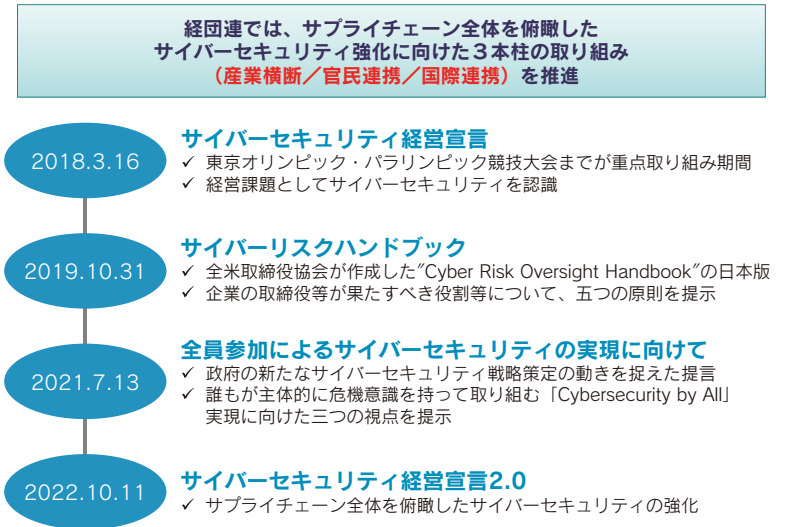 経団連では、サプライチェーン全体を俯瞰した
サイバーセキュリティ強化に向けた3本柱の取り組み
（産業横断／官民連携／国際連携）を推進
2018.3.16
サイバーセキュリティ経営宣言
✓ 東京オリンピック・パラリンピック競技大会までが重点取り組み期間
✓ 経営課題としてサイバーセキュリティを認識
2019.10.31
サイバーリスクハンドブック
✓ 全米取締役協会が作成した″Cyber Risk Oversight Handbook″の日本版
✓ 企業の取締役等が果たすべき役割等について、五つの原則を提示
2021.7.13
全員参加によるサイバーセキュリティの実現に向けて
✓ 政府の新たなサイバーセキュリティ戦略策定の動きを捉えた提言
✓ 誰もが主体的に危機意識を持って取り組む「Cybersecurity by All」
実現に向けた三つの視点を提示
2022.10.11
サイバーセキュリティ経営宣言2.0
✓ サプライチェーン全体を俯瞰したサイバーセキュリティの強化